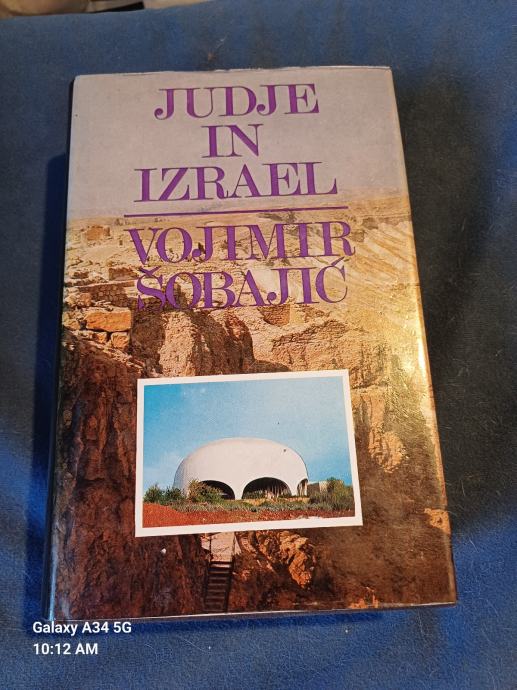 JUDJE
IN
IZRAEL
VOJIMIR
ŠOBAJIĆ
Galaxy A34 5G
10:12 AM